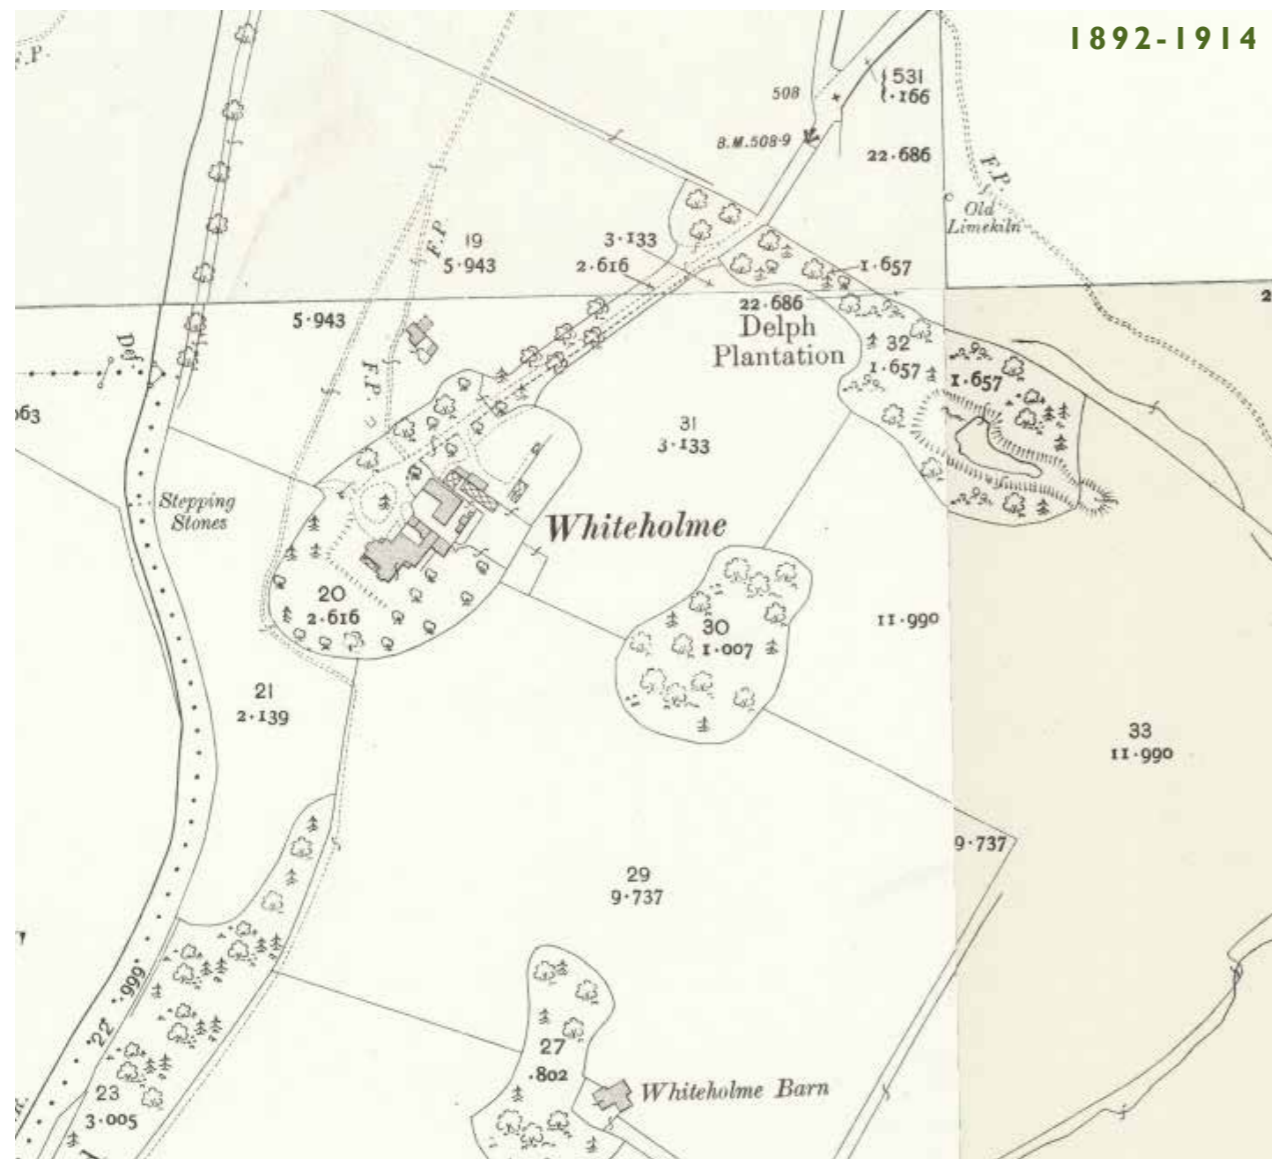 1892-1914
F.P.
531
.166
508
B.M.508.9
22.686
F.P.
Old
Limekiln
F.P.
19
5.943
3.133
2.616
1.657
22.686
5.943
Delph
Plantation
32
1.657
1.657
Def.
F.P.
31
3.133
Stepping
Stones
Whiteholme
20
2.616
30
1.007
11.990
21
2.139
33
11.990
9.737
29
9.737
22.999
27
.802
Whiteholme Barn
23
3.005